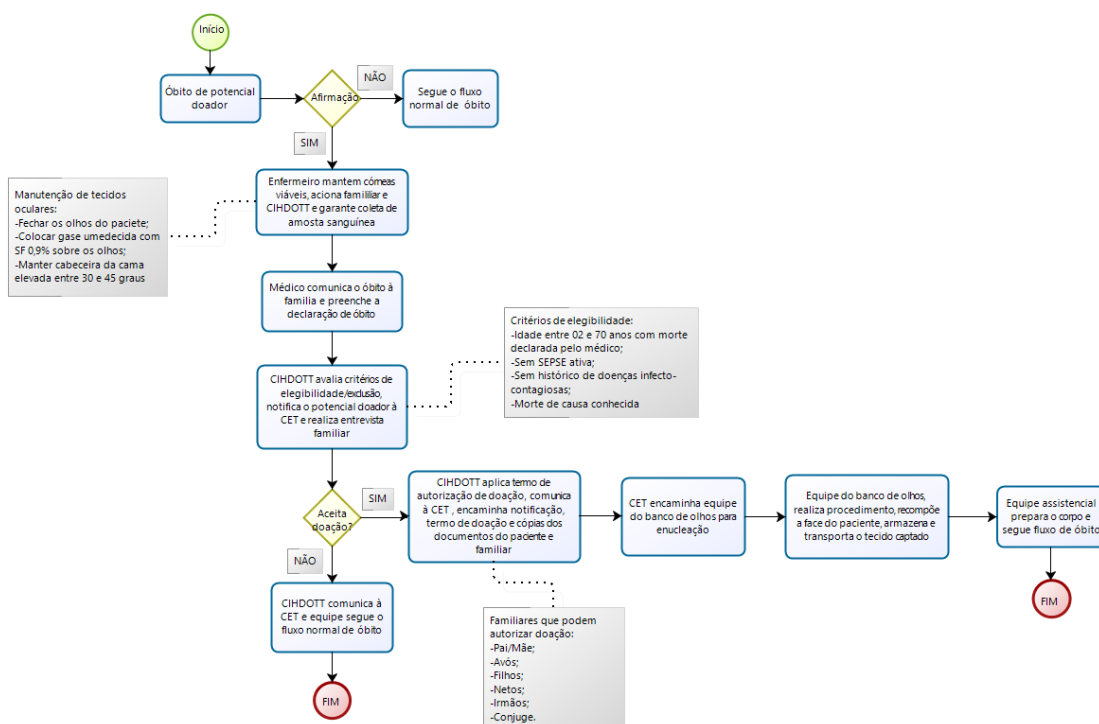 Início
Óbito de potencial
doador
Afirmação
NÃO
Segue o fluxo
normal de óbito
SIM
Enfermeiro mantem córneas
viáveis, aciona famililiar e
CIHDOTT e garante coleta de
amosta sanguínea
Manutenção de tecidos
oculares:
-Fechar os olhos do paciete;
-Colocar gase umedecida com
SF 0,9% sobre os olhos;
-Manter cabeceira da cama
elevada entre 30 e 45 graus
Médico comunica o óbito à
familia e preenche a
declaração de óbito
Critérios de elegibilidade:
-Idade entre 02 e 70 anos com morte
declarada pelo médico;
-Sem SEPSE ativa;
-Sem histórico de doenças infecto-
contagiosas;
-Morte de causa conhecida
CIHDOTT avalia critérios de
elegibilidade/exclusão,
notifica o potencial doador à
CET e realiza entrevista
familiar
Aceita
doação?
SIM
CIHDOTT aplica termo de
autorização de doação, comunica
à CET , encaminha notificação,
termo de doação e cópias dos
documentos do paciente e
familiar
CET encaminha equipe
do banco de olhos para
enucleação
Equipe do banco de olhos,
realiza procedimento, recompõe
a face do paciente, armazena e
transporta o tecido captado
Equipe assistencial
prepara o corpo e
segue fluxo de óbito
FIM
NÃO
CIHDOTT comunica à
CET e equipe segue o
fluxo normal de óbito
FIM
Familiares que podem
autorizar doação:
-Pai/Mãe;
-Avós;
-Filhos;
-Netos;
-Irmãos;
-Conjuge.